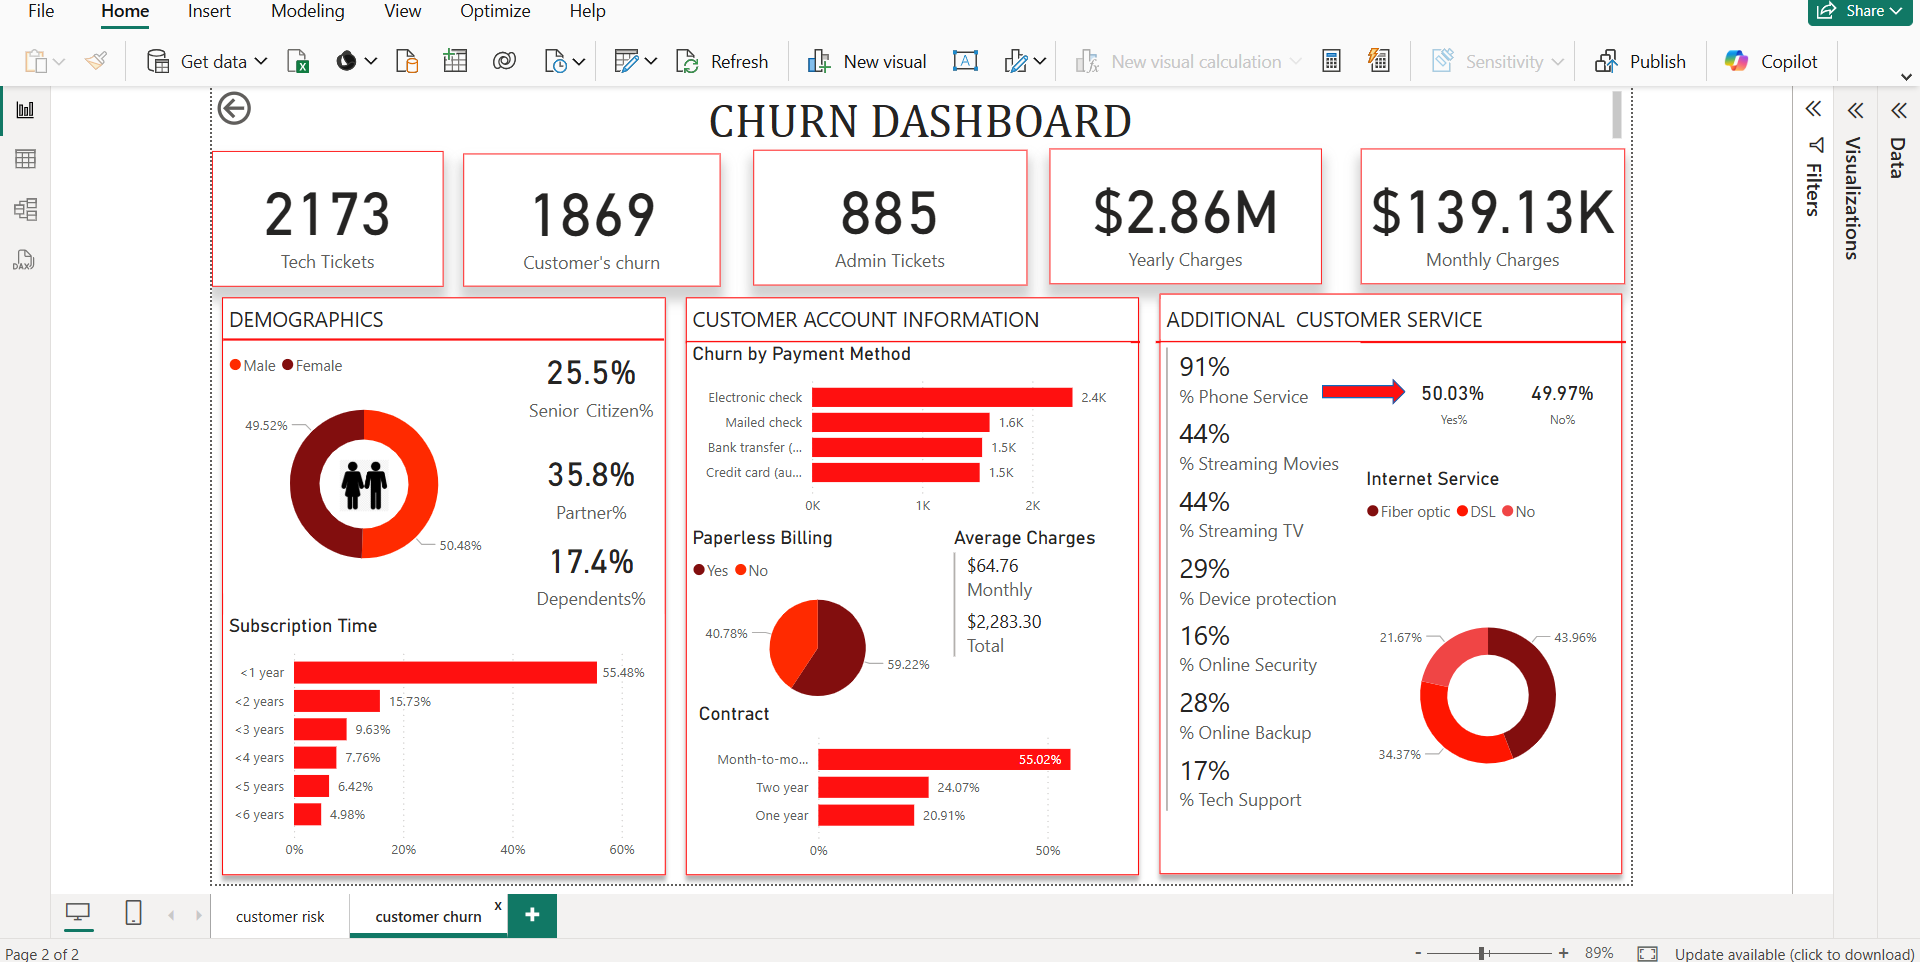 File Home Insert Modeling View Optimize Help
Share
Get data Refresh New visual New visual calculation Sensitivity Publish Copilot
CHURN DASHBOARD
2173
Tech Tickets
1869
Customer's churn
885
Admin Tickets
$2.86M
Yearly Charges
$139.13K
Monthly Charges
DEMOGRAPHICS
Male Female
49.52%
50.48%
25.5%
Senior Citizen%
35.8%
Partner%
17.4%
Dependents%
Subscription Time
<1 year 55.48%
<2 years 15.73%
<3 years 9.63%
<4 years 7.76%
<5 years 6.42%
<6 years 4.98%
0% 20% 40% 60%
CUSTOMER ACCOUNT INFORMATION
Churn by Payment Method
Electronic check 2.4K
Mailed check 1.6K
Bank transfer (... 1.5K
Credit card (au... 1.5K
0K 1K 2K
Paperless Billing
Yes No
40.78%
59.22%
Average Charges
$64.76
Monthly
$2,283.30
Total
Contract
Month-to-mo... 55.02%
Two year 24.07%
One year 20.91%
0% 50%
ADDITIONAL CUSTOMER SERVICE
91%
% Phone Service
44%
% Streaming Movies
44%
% Streaming TV
29%
% Device protection
16%
% Online Security
28%
% Online Backup
17%
% Tech Support
50.03%
Yes%
49.97%
No%
Internet Service
Fiber optic DSL No
21.67%
43.96%
34.37%
Filters
Visualizations
Data
DAX
customer risk customer churn x +
Page 2 of 2
- + 89% Update available (click to download)